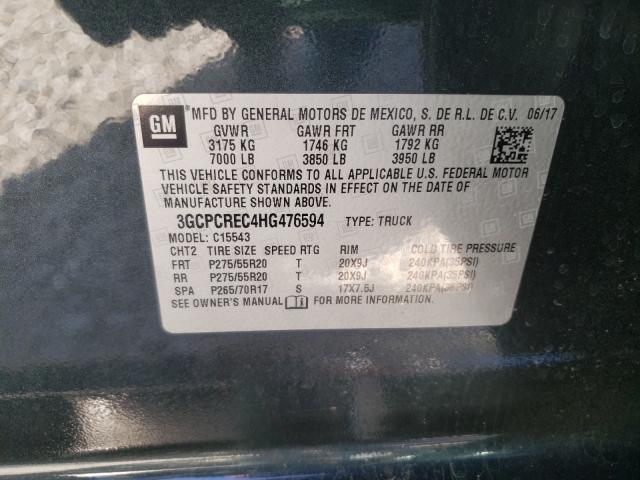 GM
MFD BY GENERAL MOTORS DE MEXICO, S. DE R.L. DE C.V. 06/17
GVWR GAWR FRT GAWR RR
3175 KG 1746 KG 1792 KG
7000 LB 3850 LB 3950 LB
THIS VEHICLE CONFORMS TO ALL APPLICABLE U.S. FEDERAL MOTOR
VEHICLE SAFETY STANDARDS IN EFFECT ON THE DATE OF
MANUFACTURE SHOWN ABOVE.
3GCPCREC4HG476594 TYPE: TRUCK
MODEL: C15543
CHT2 TIRE SIZE SPEED RTG RIM COLD TIRE PRESSURE
FRT P275/55R20 T 20X9J 240KPA(35PSI)
RR P275/55R20 T 20X9J 240KPA(35PSI)
SPA P265/70R17 S 17X7.5J 240KPA(35PSI)
SEE OWNER'S MANUAL FOR MORE INFORMATION